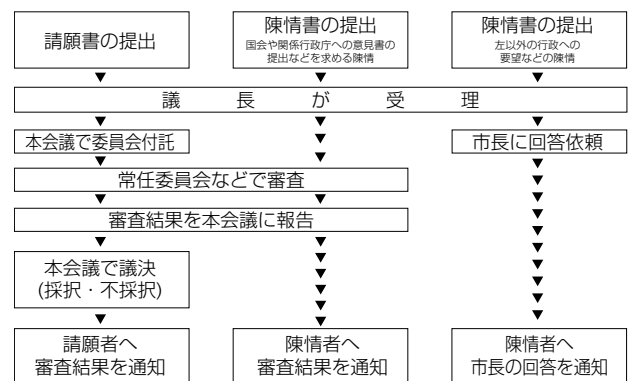 請願書の提出
陳情書の提出
国会や関係行政庁への意見書の
提出などを求める陳情
陳情書の提出
左以外の行政への
要望などの陳情
議長が受理
本会議で委員会付託
市長に回答依頼
常任委員会などで審査
審査結果を本会議に報告
本会議で議決
(採択・不採択)
請願者へ
審査結果を通知
陳情者へ
審査結果を通知
陳情者へ
市長の回答を通知